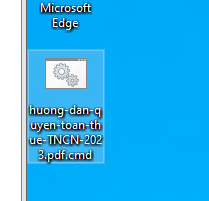 Microsoft
Edge
huong-dan-q
uyen-toan-th
ue-TNCN-202
3.pdf.cmd